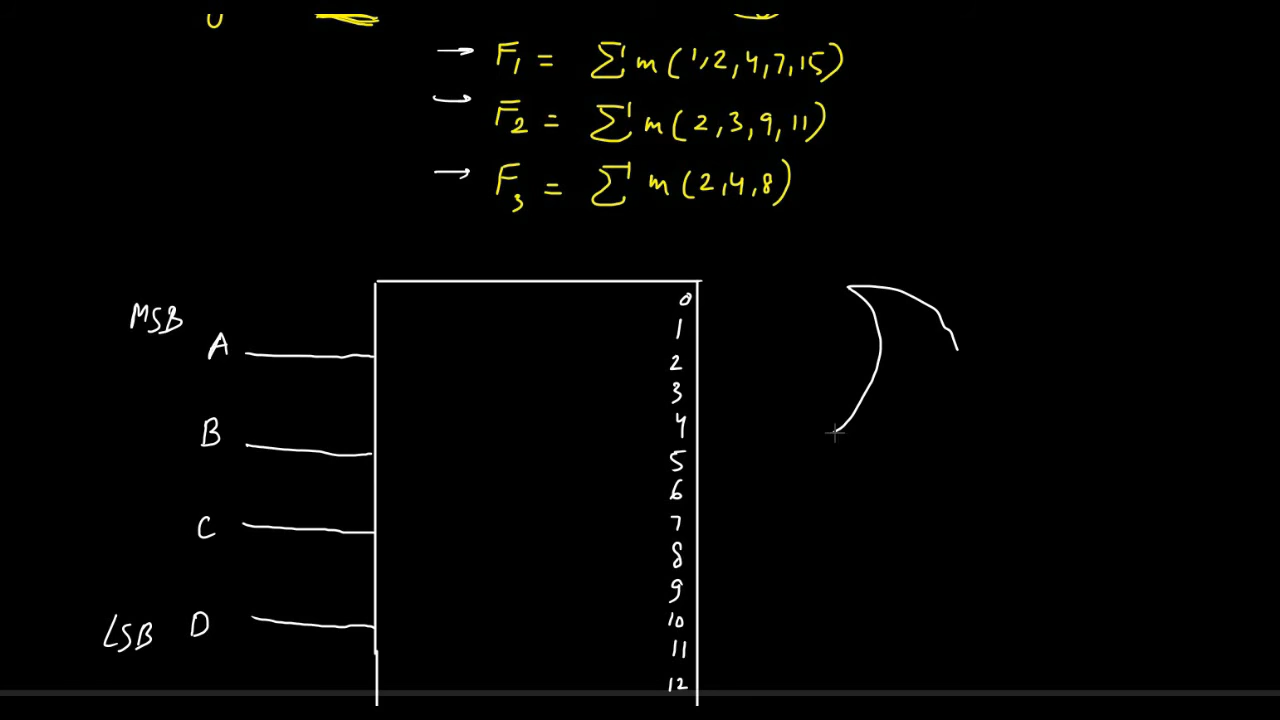 → F₁ = Σ m (1,2,4,7,15)
→ F₂ = Σ m (2,3,9,11)
→ F₃ = Σ m (2,4,8)
MSB
A
B
C
LSB D
0
1
2
3
4
5
6
7
8
9
10
11
12